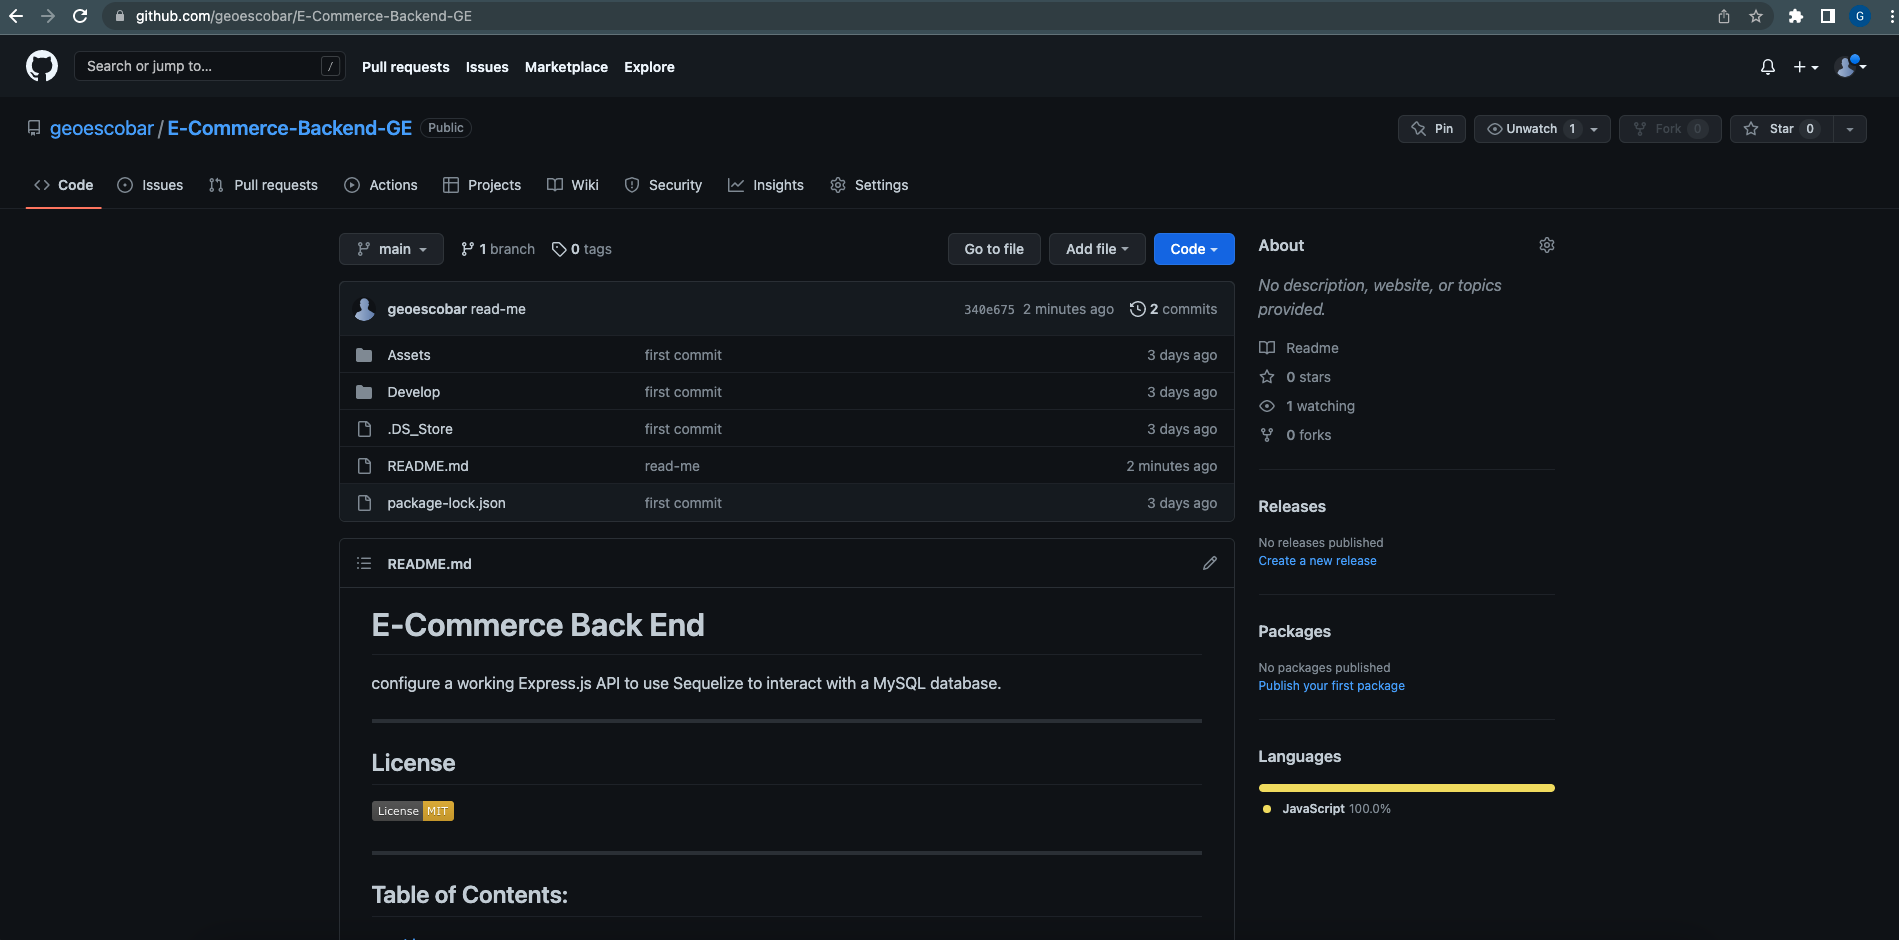 github.com/geoescobar/E-Commerce-Backend-GE
G
Search or jump to... /
Pull requests Issues Marketplace Explore
geoescobar / E-Commerce-Backend-GE Public
Pin Unwatch 1 Fork 0 Star 0
Code Issues Pull requests Actions Projects Wiki Security Insights Settings
main 1 branch 0 tags Go to file Add file Code
geoescobar read-me 340e675 2 minutes ago 2 commits
Assets first commit 3 days ago
Develop first commit 3 days ago
.DS_Store first commit 3 days ago
README.md read-me 2 minutes ago
package-lock.json first commit 3 days ago
README.md
E-Commerce Back End
configure a working Express.js API to use Sequelize to interact with a MySQL database.
License
License MIT
Table of Contents:
About
No description, website, or topics
provided.
Readme
0 stars
1 watching
0 forks
Releases
No releases published
Create a new release
Packages
No packages published
Publish your first package
Languages
JavaScript 100.0%